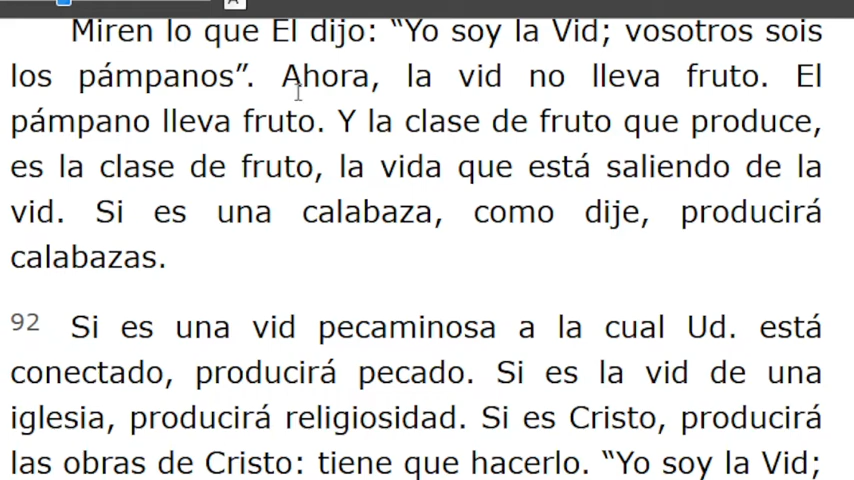 Miren lo que El dijo: “Yo soy la Vid; vosotros sois
los pámpanos”. Ahora, la vid no lleva fruto. El
pámpano lleva fruto. Y la clase de fruto que produce,
es la clase de fruto, la vida que está saliendo de la
vid. Si es una calabaza, como dije, producirá
calabazas.
92 Si es una vid pecaminosa a la cual Ud. está
conectado, producirá pecado. Si es la vid de una
iglesia, producirá religiosidad. Si es Cristo, producirá
las obras de Cristo: tiene que hacerlo. “Yo soy la Vid;